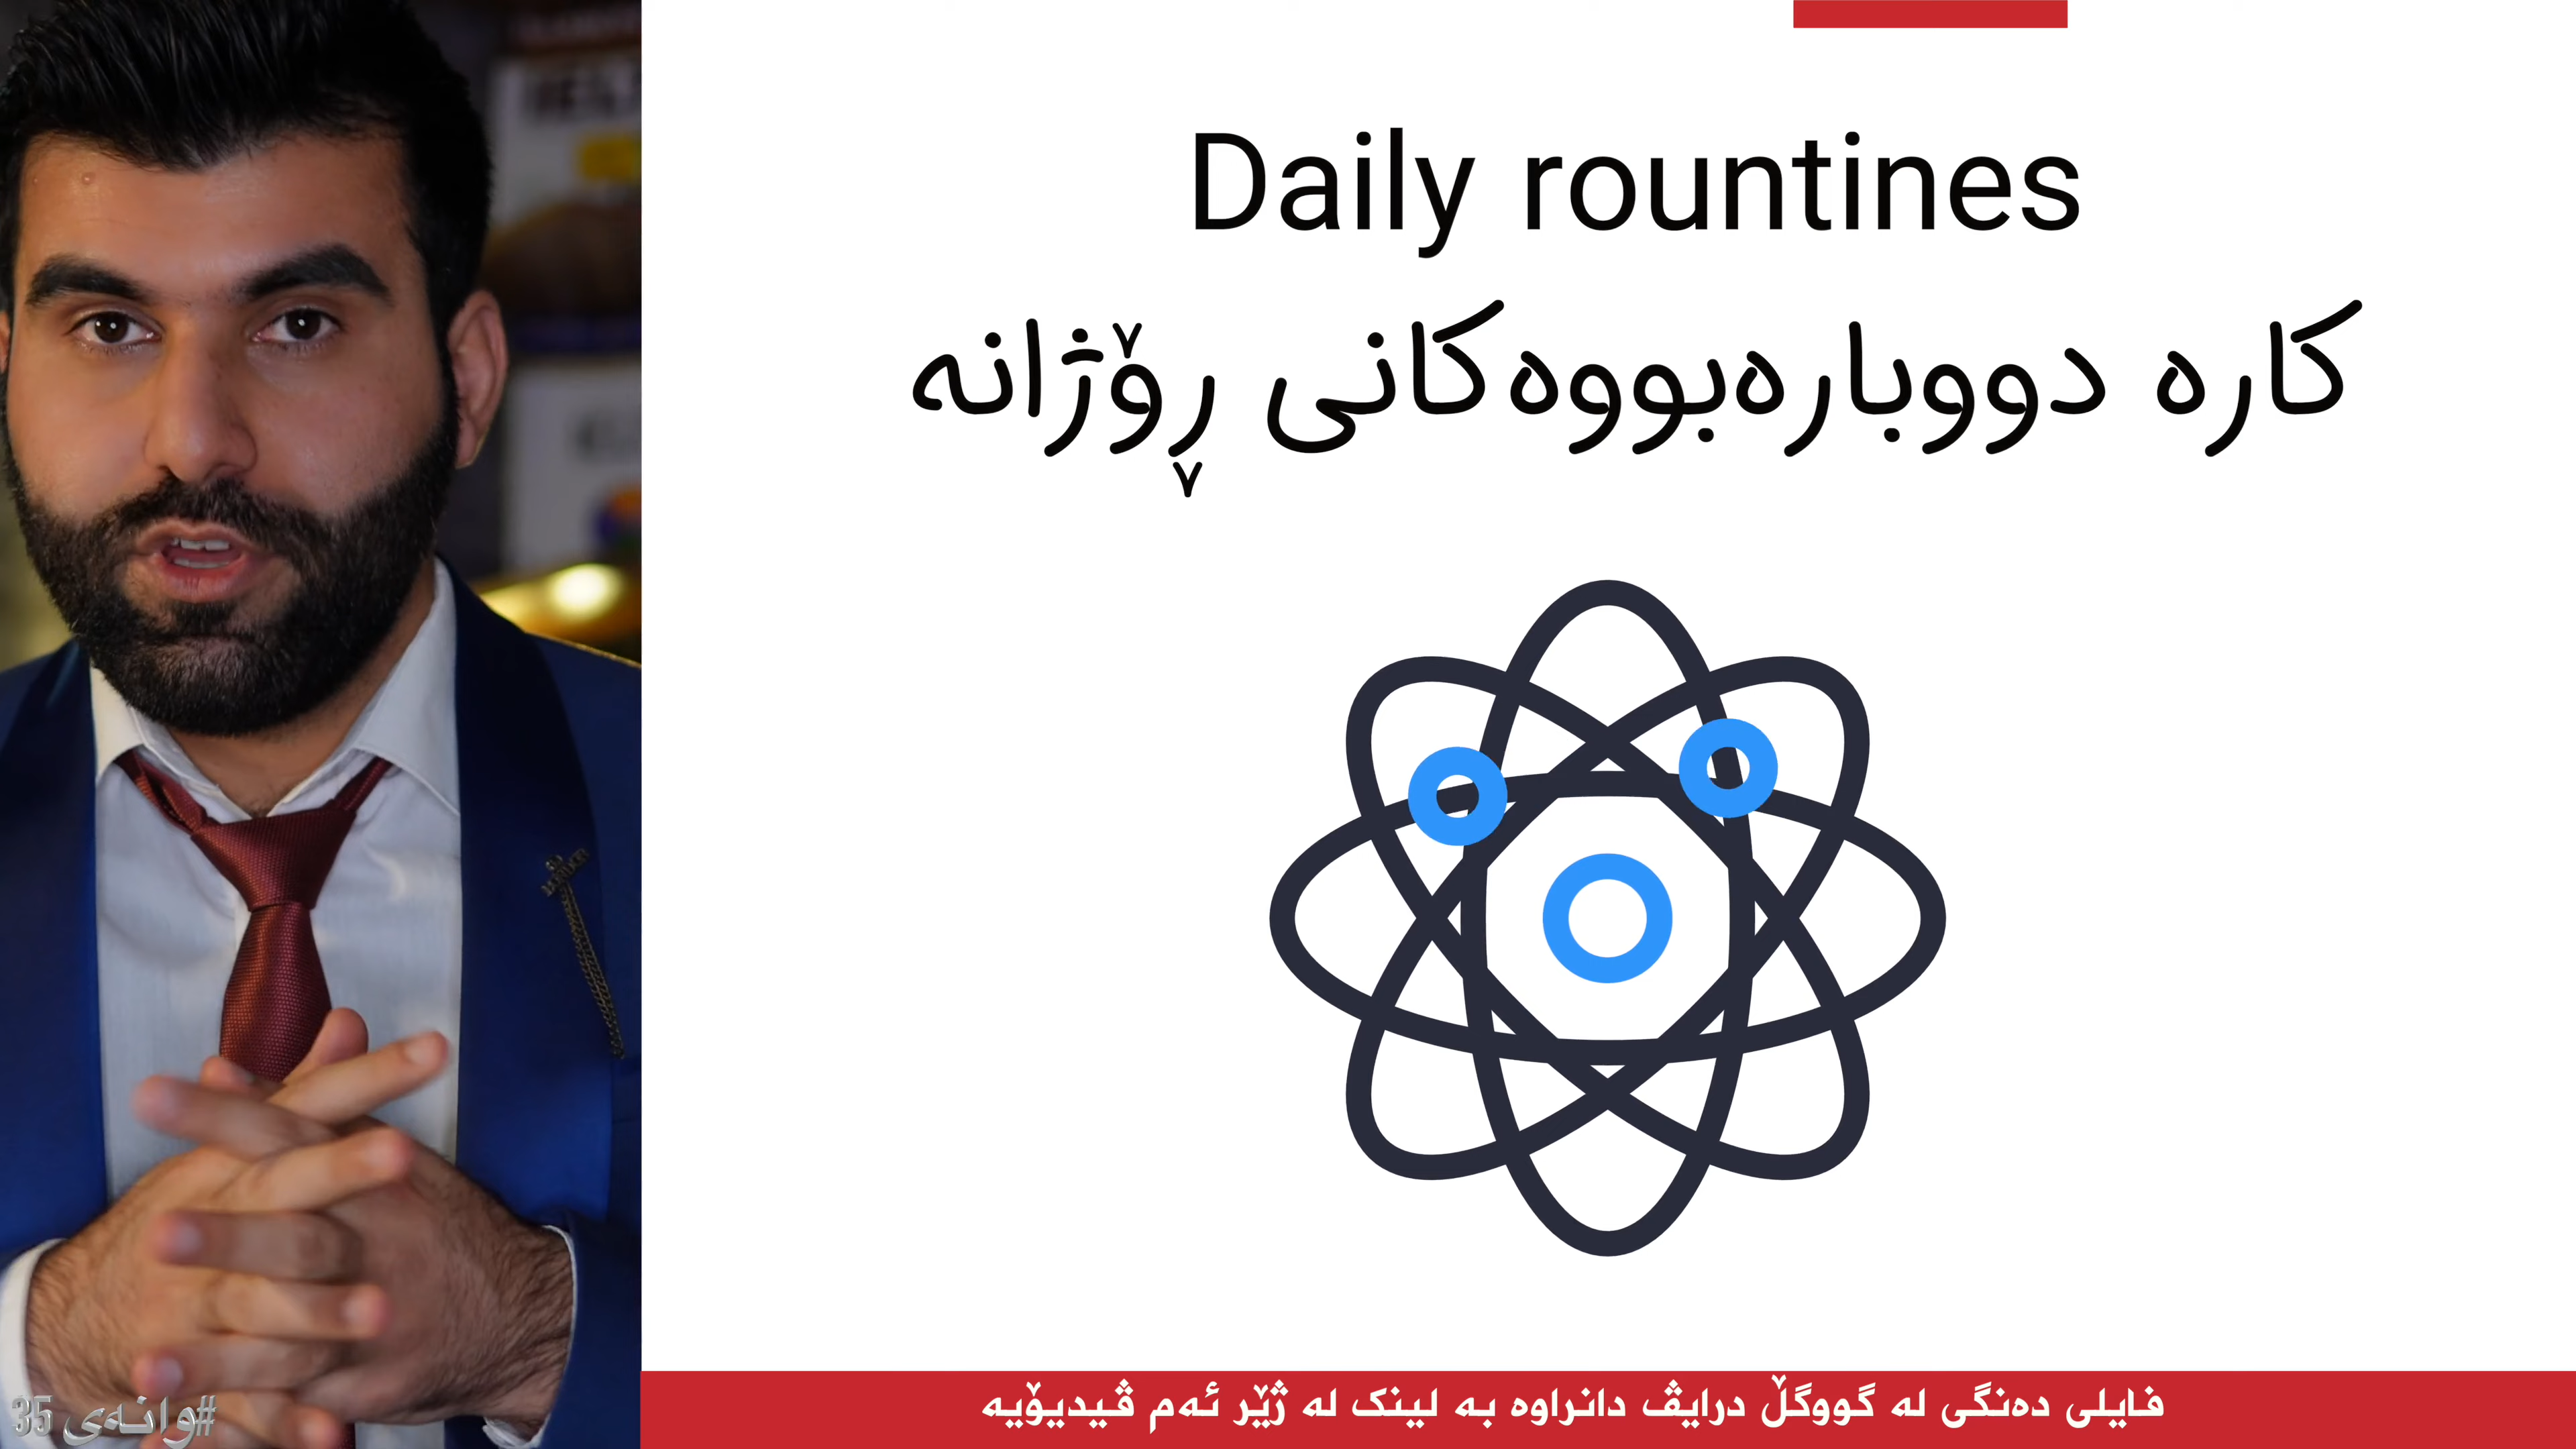 Daily rountines
کارە دووبارەبووەکانی ڕۆژانە
فایلی دەنگی لە گووگڵ درایڤ دانراوە بە لینک لە ژێر ئەم ڤیدیۆیە
#وانەی 35